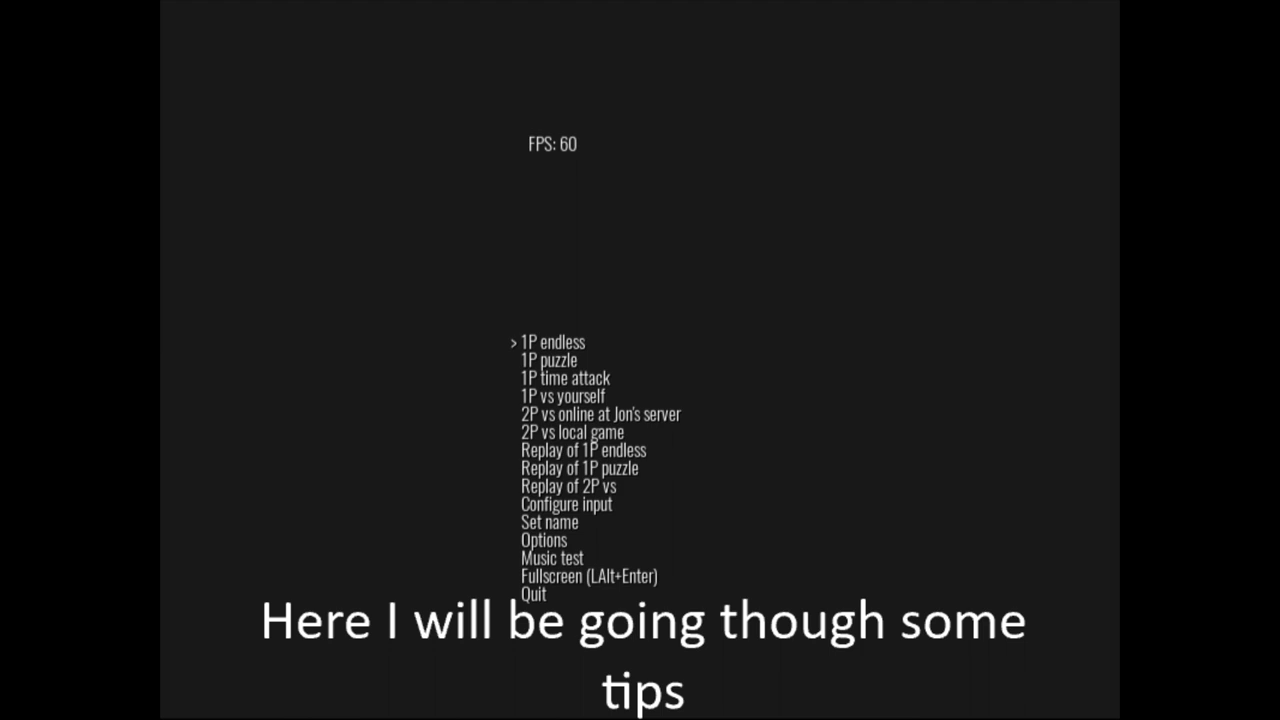 FPS: 60
> 1P endless
1P puzzle
1P time attack
1P vs yourself
2P vs online at Jon's server
2P vs local game
Replay of 1P endless
Replay of 1P puzzle
Replay of 2P vs
Configure input
Set name
Options
Music test
Fullscreen (LAlt+Enter)
Quit
Here I will be going though some
tips